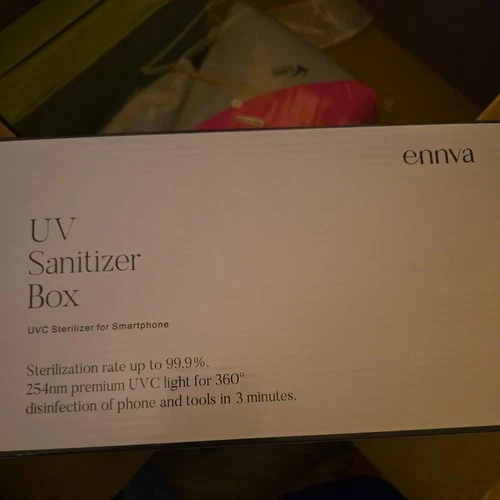 ennva
UV
Sanitizer
Box
UVC Sterilizer for Smartphone
Sterilization rate up to 99.9%.
254nm premium UVC light for 360°
disinfection of phone and tools in 3 minutes.